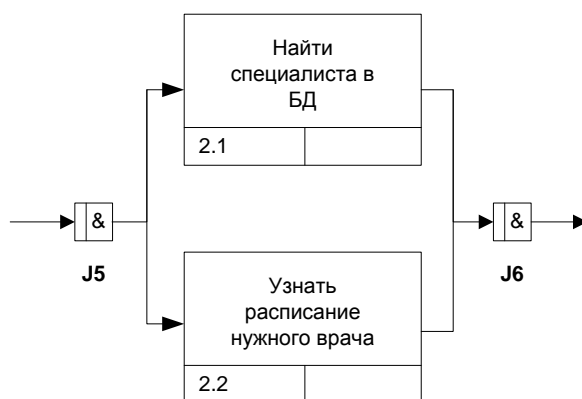 Найти
специалиста в
БД
2.1
&
&
J5
J6
Узнать
расписание
нужного врача
2.2